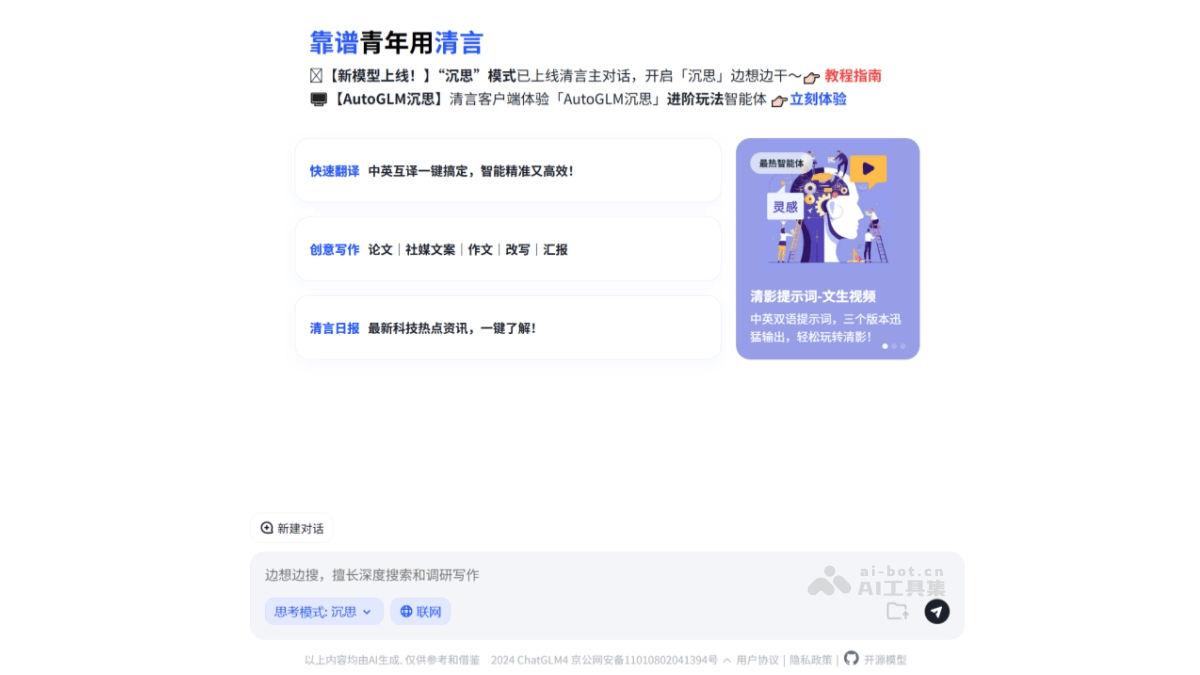 靠谱青年用清言
【新模型上线！】“沉思”模式已上线清言主对话，开启「沉思」边想边干～👉 教程指南
【AutoGLM沉思】清言客户端体验「AutoGLM沉思」进阶玩法智能体 👉立刻体验
快速翻译 中英互译一键搞定，智能精准又高效！
创意写作 论文｜社媒文案｜作文｜改写｜汇报
清言日报 最新科技热点资讯，一键了解！
最热智能体
灵感
清影提示词-文生视频
中英双语提示词，三个版本迅
猛输出，轻松玩转清影！
新建对话
边想边搜，擅长深度搜索和调研写作
思考模式: 沉思
联网
ai-bot.cn
AI工具集
以上内容均由AI生成, 仅供参考和借鉴 2024 ChatGLM4 京公网安备11010802041394号 用户协议 | 隐私政策 | 开源模型